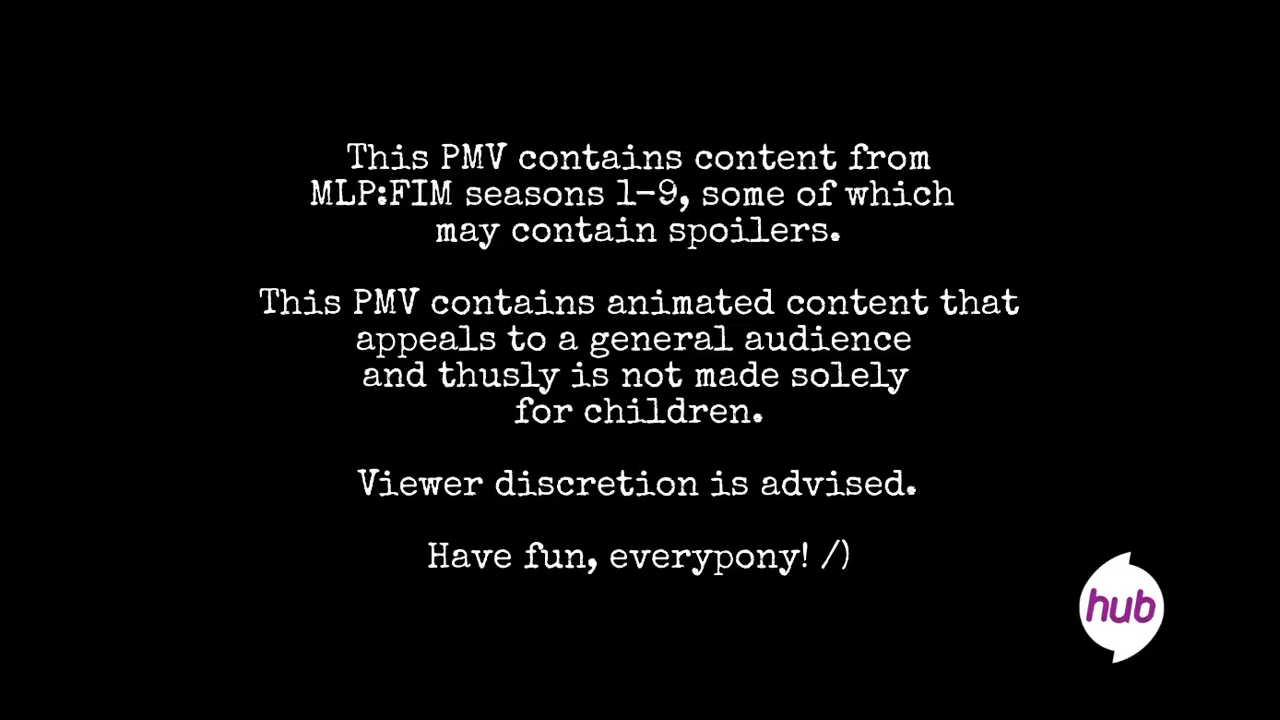 This PMV contains content from
MLP:FIM seasons 1-9, some of which
may contain spoilers.
This PMV contains animated content that
appeals to a general audience
and thusly is not made solely
for children.
Viewer discretion is advised.
Have fun, everypony! /)
hub